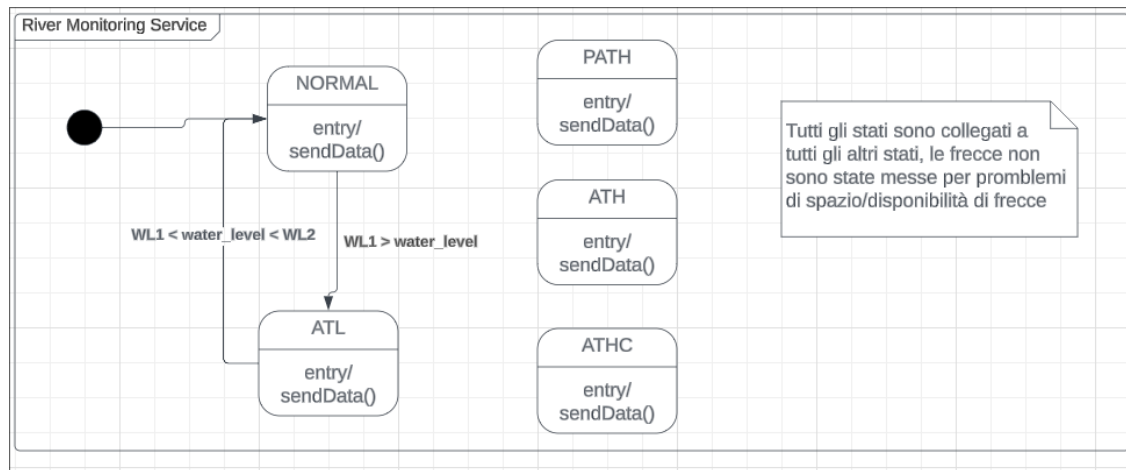 River Monitoring Service
NORMAL
entry/
sendData()
WL1 < water_level < WL2
WL1 > water_level
ATL
entry/
sendData()
PATH
entry/
sendData()
ATH
entry/
sendData()
ATHC
entry/
sendData()
Tutti gli stati sono collegati a
tutti gli altri stati, le frecce non
sono state messe per promblemi
di spazio/disponibilità di frecce